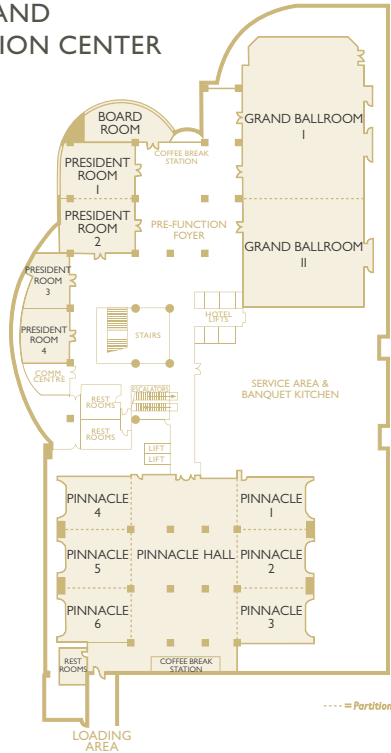 AND
ION CENTER
BOARD
ROOM
COFFEE BREAK
STATION
GRAND BALLROOM
I
PRESIDENT
ROOM
1
PRESIDENT
ROOM
2
PRE-FUNCTION
FOYER
GRAND BALLROOM
II
PRESIDENT
ROOM
3
PRESIDENT
ROOM
4
HOTEL
LIFTS
STAIRS
COMM.
CENTRE
SERVICE AREA &
BANQUET KITCHEN
REST
ROOMS
ESCALATORS
REST
ROOMS
LIFT
LIFT
PINNACLE
4
PINNACLE
1
PINNACLE
5
PINNACLE HALL
PINNACLE
2
PINNACLE
6
PINNACLE
3
REST
ROOMS
COFFEE BREAK
STATION
---- = Partition
LOADING
AREA